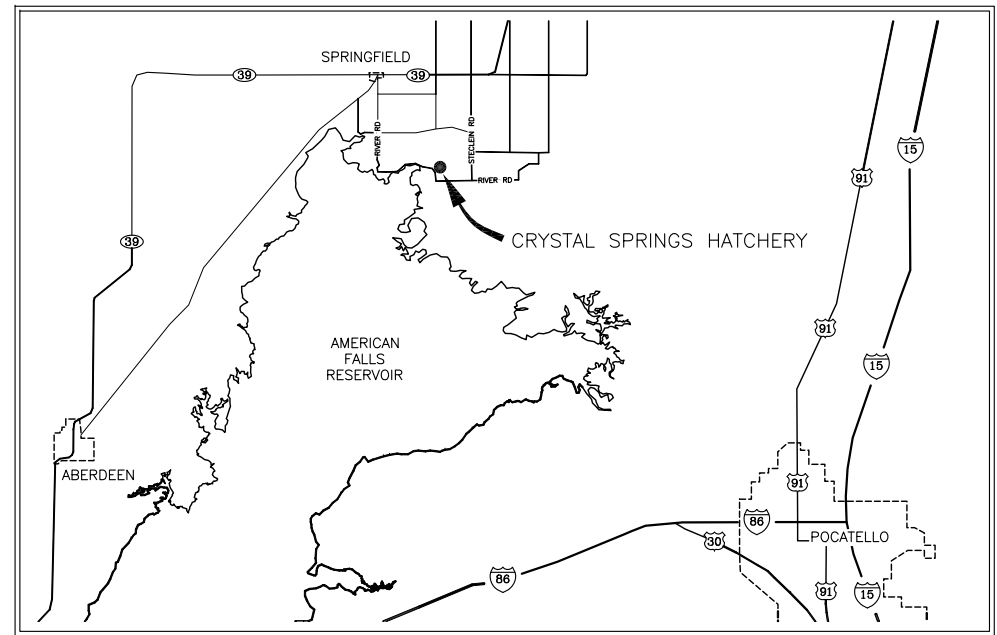 SPRINGFIELD
39
39
RIVER RD
STECLEIN RD
RIVER RD
15
91
CRYSTAL SPRINGS HATCHERY
39
91
AMERICAN
FALLS
RESERVOIR
15
ABERDEEN
91
86
POCATELLO
30
86
91
15